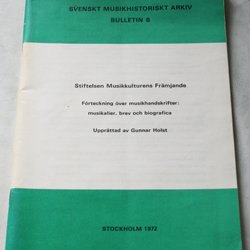 SVENSKT MUSIKHISTORISKT ARKIV
BULLETIN 8
Stiftelsen Musikkulturens Främjande
Förteckning över musikhandskrifter:
musikalier, brev och biografica
Upprättad av Gunnar Holst
STOCKHOLM 1972